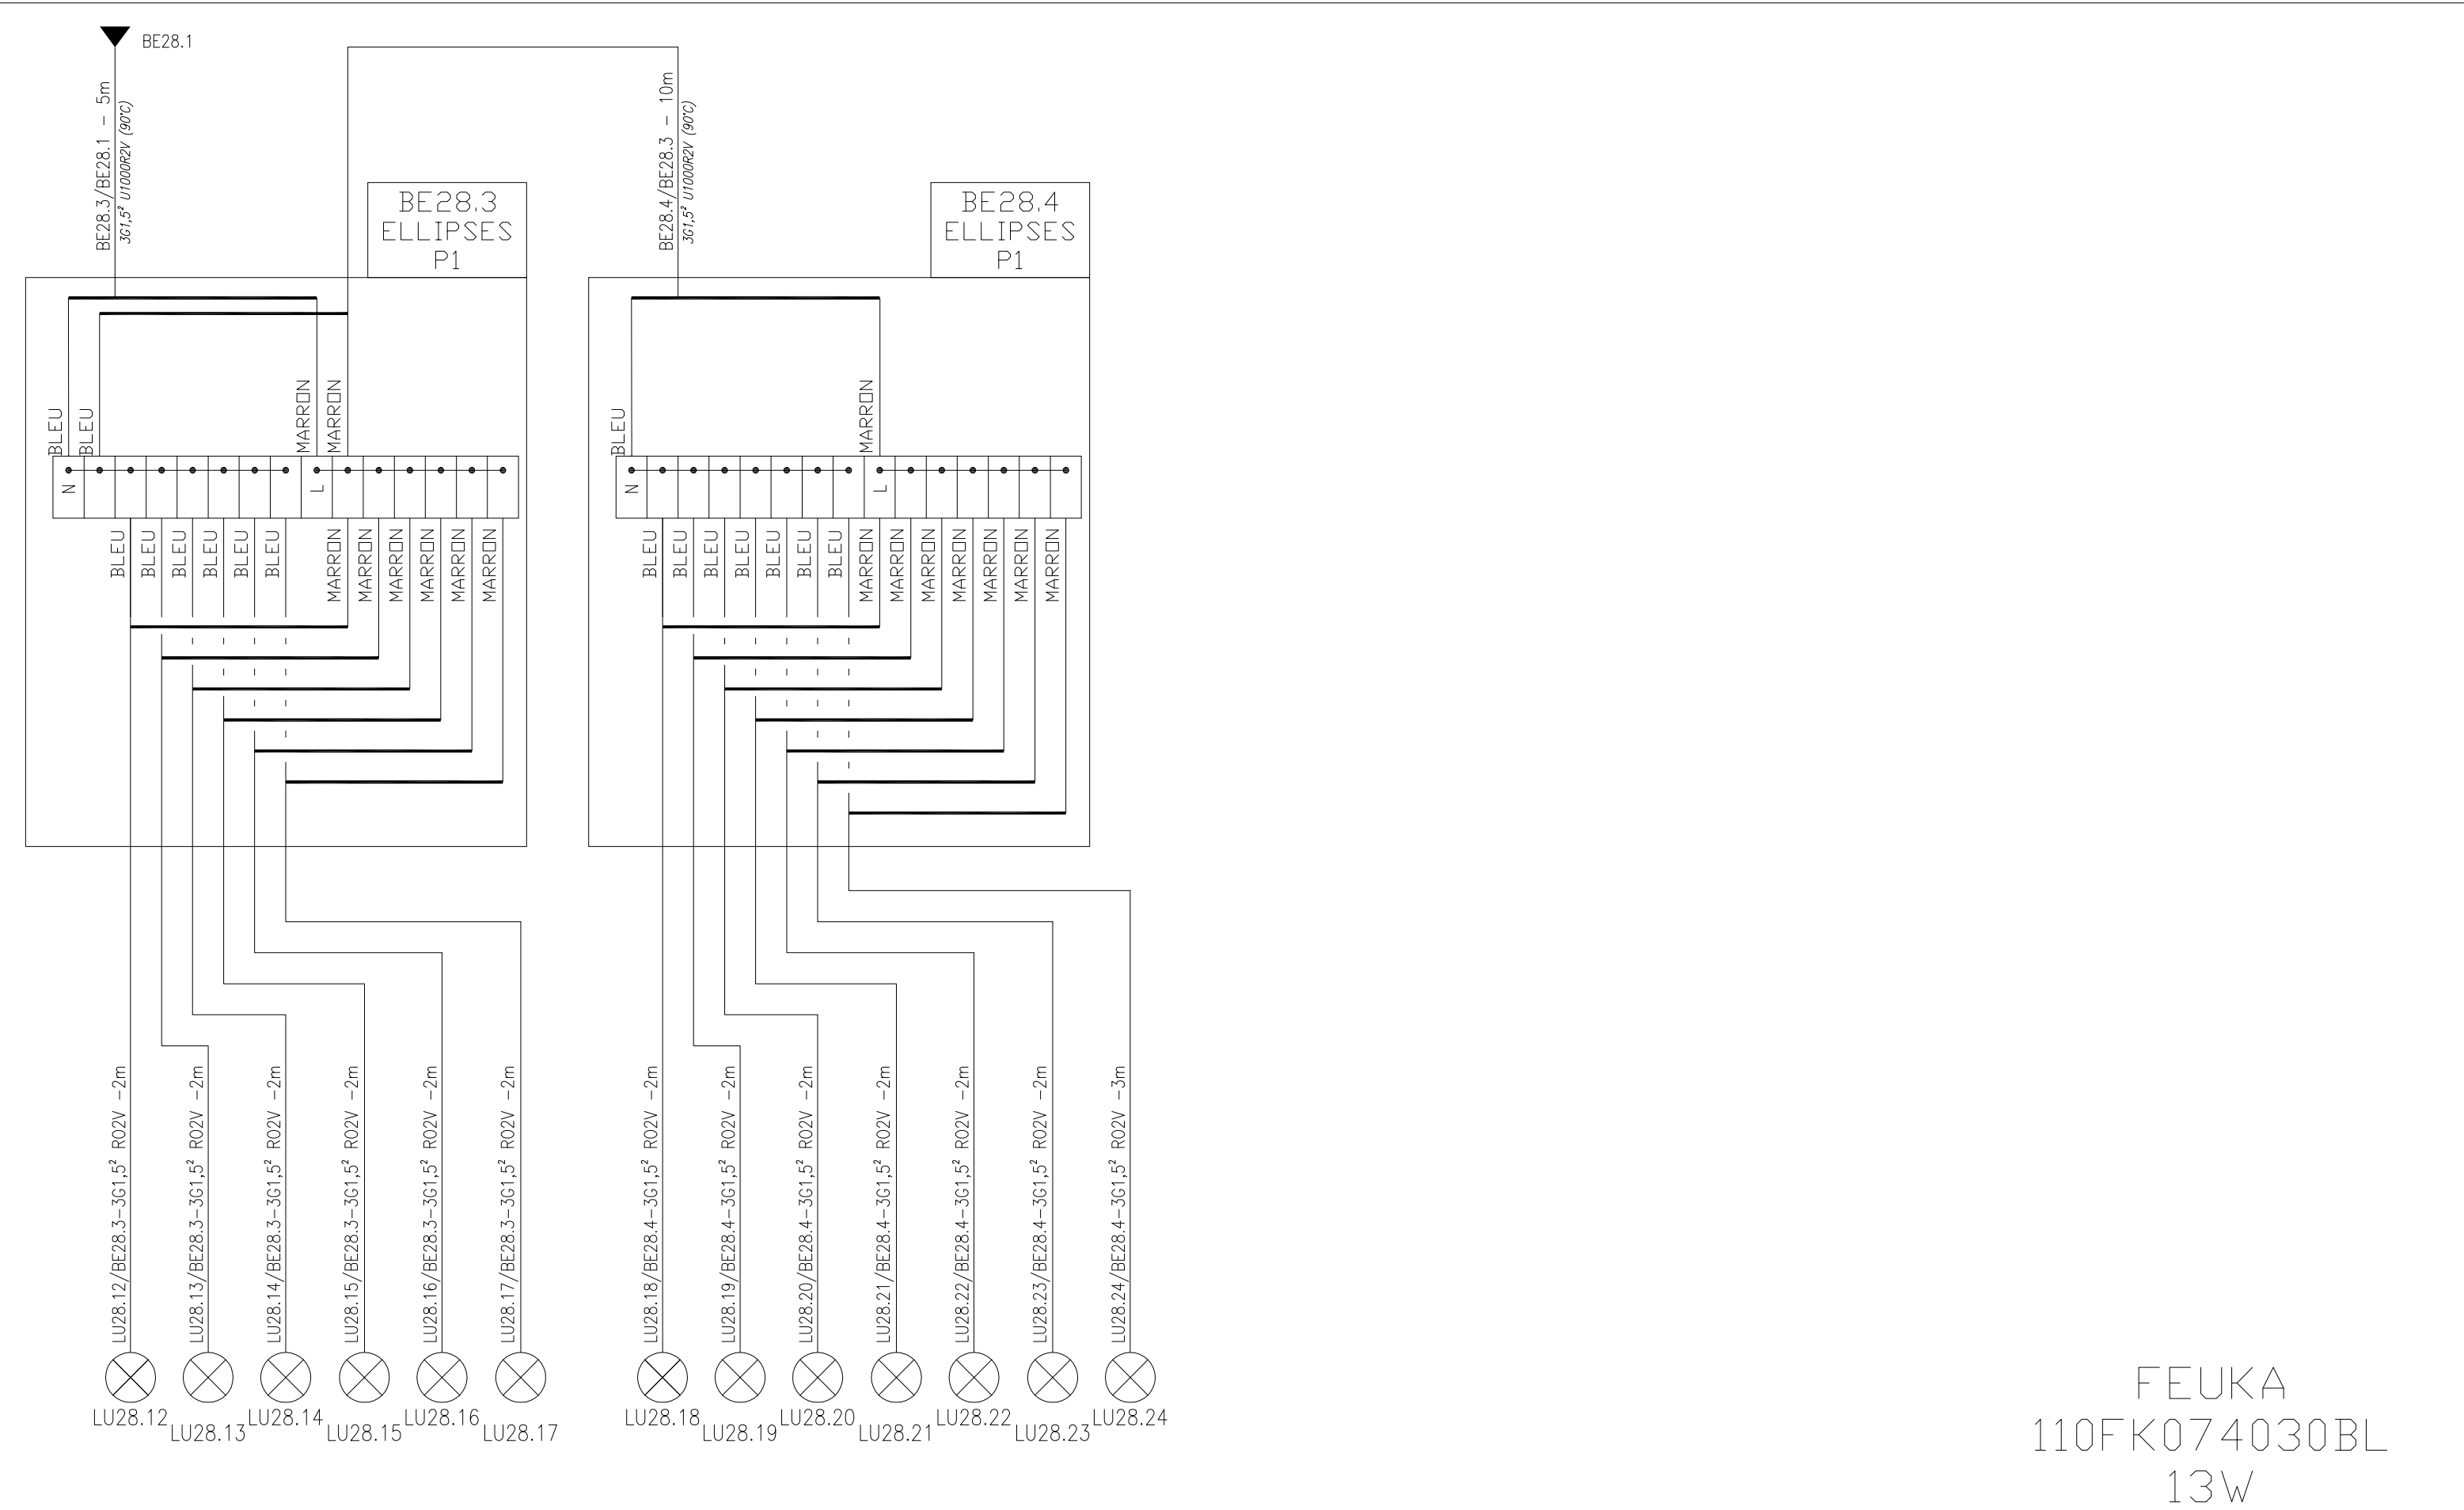 BE28.1
BE28.3/BE28.1 - 5m
3G1,5² U1000R2V (90°C)
BE28.4/BE28.3 - 10m
3G1,5² U1000R2V (90°C)
BE28.3
ELLIPSES
P1
BE28.4
ELLIPSES
P1
BLEU
BLEU
MARRON
MARRON
BLEU
MARRON
N
L
N
L
BLEU
BLEU
BLEU
BLEU
BLEU
BLEU
MARRON
MARRON
MARRON
MARRON
MARRON
MARRON
BLEU
BLEU
BLEU
BLEU
BLEU
BLEU
BLEU
MARRON
MARRON
MARRON
MARRON
MARRON
MARRON
MARRON
LU28.12/BE28.3-3G1,5² R02V -2m
LU28.13/BE28.3-3G1,5² R02V -2m
LU28.14/BE28.3-3G1,5² R02V -2m
LU28.15/BE28.3-3G1,5² R02V -2m
LU28.16/BE28.3-3G1,5² R02V -2m
LU28.17/BE28.3-3G1,5² R02V -2m
LU28.18/BE28.4-3G1,5² R02V -2m
LU28.19/BE28.4-3G1,5² R02V -2m
LU28.20/BE28.4-3G1,5² R02V -2m
LU28.21/BE28.4-3G1,5² R02V -2m
LU28.22/BE28.4-3G1,5² R02V -2m
LU28.23/BE28.4-3G1,5² R02V -2m
LU28.24/BE28.4-3G1,5² R02V -3m
LU28.12
LU28.13
LU28.14
LU28.15
LU28.16
LU28.17
LU28.18
LU28.19
LU28.20
LU28.21
LU28.22
LU28.23
LU28.24
FEUKA
110FK074030BL
13W